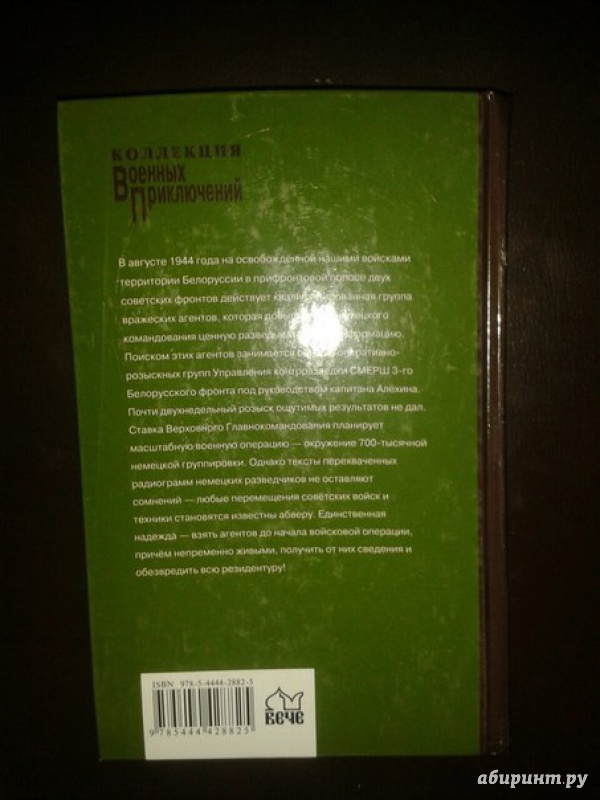 КОЛЛЕКЦИЯ
Военных
Приключений
В августе 1944 года на освобожденной нашими войсками
территории Белоруссии в прифронтовой полосе двух
советских фронтов действует квалифицированная группа
вражеских агентов, которая
командования ценную
Поиском этих агентов занимается
розыскных групп Управления контрразведки СМЕРШ 3-го
Белорусского фронта под руководством капитана Алехина.
Почти двухнедельный розыск ощутимых результатов не дал.
Ставка Верховного Главнокомандования планирует
масштабную военную операцию — окружение 700-тысячной
немецкой группировки. Однако тексты перехваченных
радиограмм немецких разведчиков не оставляют
сомнений — любые перемещения советских войск и
техники становятся известны абверу. Единственная
надежда — взять агентов до начала войсковой операции,
причём непременно живыми, получить от них сведения и
обезвредить всю резидентуру!
ISBN 978-5-4444-2882-5
ВЕЧЕ
9 785444 428825
абиринт.ру